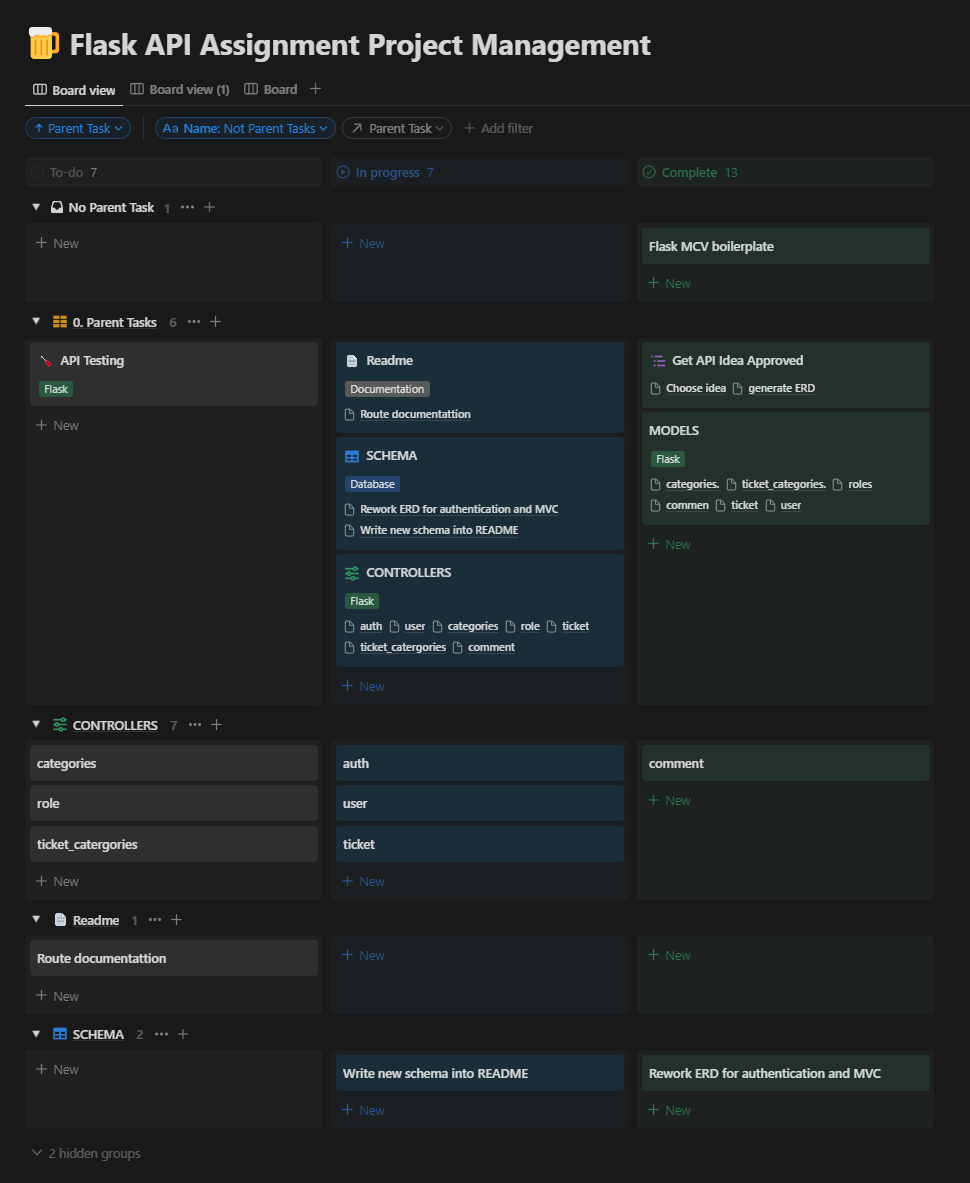 Flask API Assignment Project Management
Board view Board view (1) Board
Parent Task Aa Name: Not Parent Tasks Parent Task Add filter
To-do 7 In progress 7 Complete 13
No Parent Task 1
New New Flask MCV boilerplate
New
0. Parent Tasks 6
API Testing Readme Get API Idea Approved
Flask Documentation Choose idea generate ERD
New Route documentattion
MODELS
SCHEMA Flask
Database categories. ticket_categories. roles
Rework ERD for authentication and MVC commen ticket user
Write new schema into README
New
CONTROLLERS
Flask
auth user categories role ticket
ticket_catergories comment
New
CONTROLLERS 7
categories auth comment
role user New
ticket_catergories ticket
New New
Readme 1
Route documentattion New New
New
SCHEMA 2
New Write new schema into README Rework ERD for authentication and MVC
New New
2 hidden groups